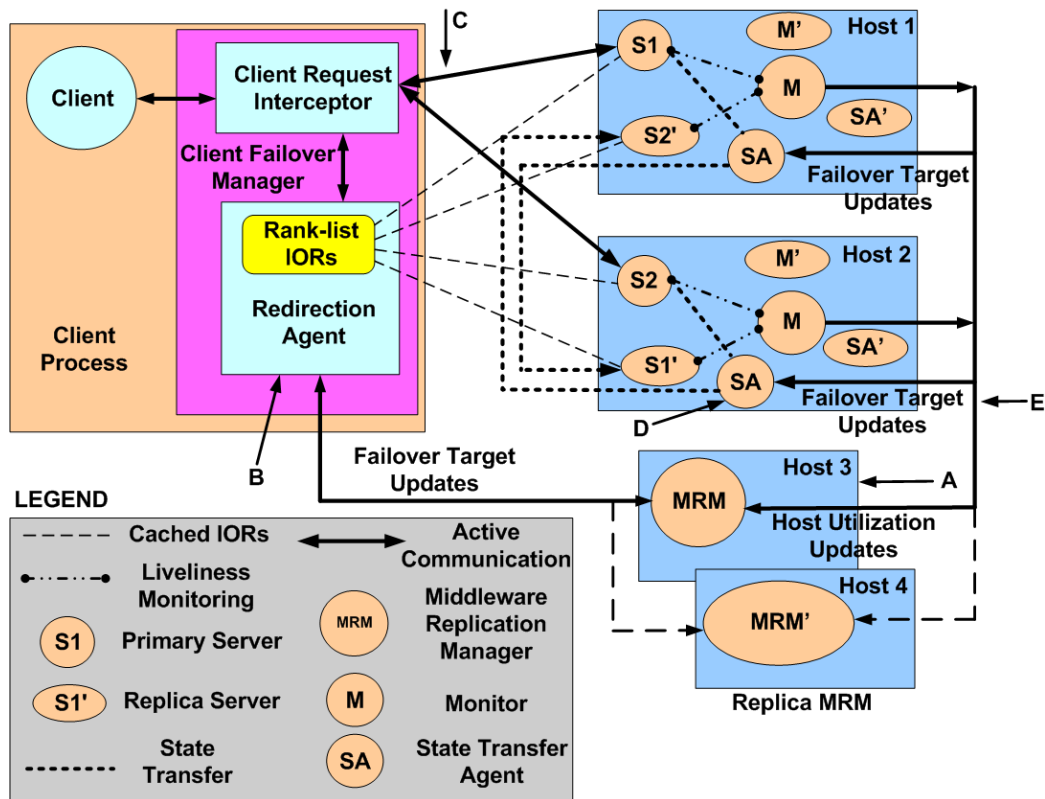 C
Client
Client Request
Interceptor
Client Failover
Manager
Rank-list
IORs
Redirection
Agent
Client
Process
B
S1
M'
Host 1
M
S2'
SA'
SA
Failover Target
Updates
S2
M'
Host 2
M
S1'
SA'
SA
Failover Target
Updates
D
E
Failover Target
Updates
Host 3
A
MRM
Host Utilization
Updates
Host 4
MRM'
Replica MRM
LEGEND
Cached IORs
Active
Communication
Liveliness
Monitoring
MRM
Middleware
Replication
Manager
S1
Primary Server
S1'
Replica Server
M
Monitor
State
Transfer
SA
State Transfer
Agent